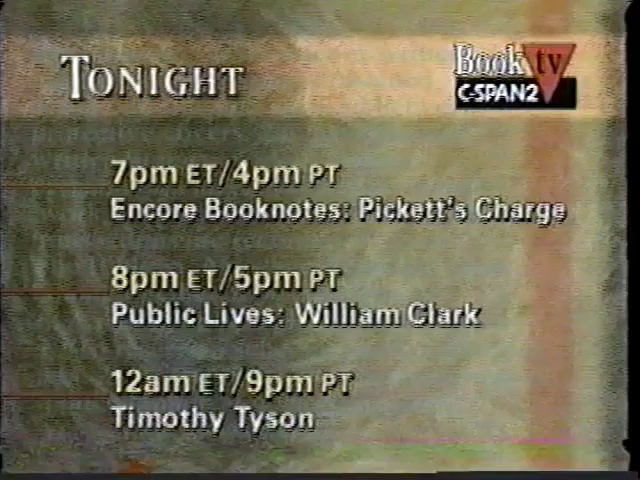 TONIGHT
Book tv
C-SPAN2
7pm ET/4pm PT
Encore Booknotes: Pickett's Charge
8pm ET/5pm PT
Public Lives: William Clark
12am ET/9pm PT
Timothy Tyson